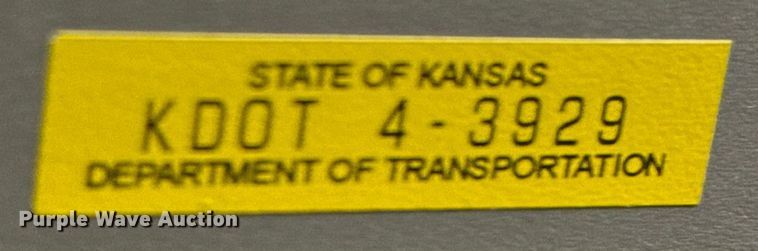 STATE OF KANSAS
KDOT 4-3929
DEPARTMENT OF TRANSPORTATION
Purple Wave Auction